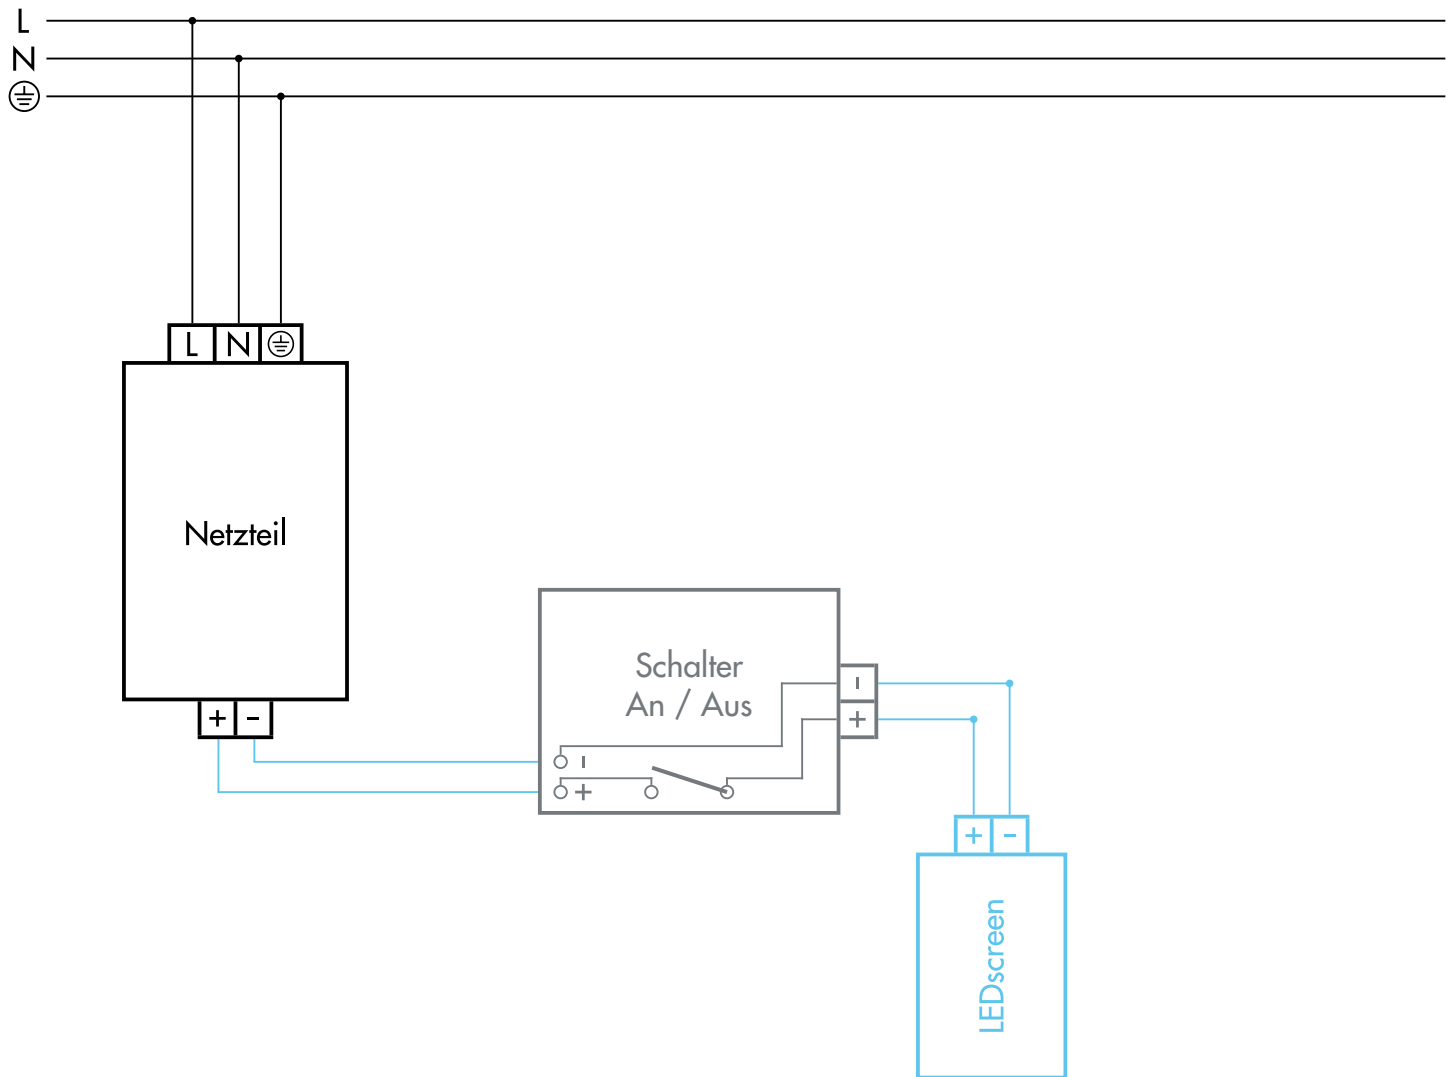 L
N
L N
Netzteil
+ -
Schalter
An / Aus
-
+
-
+
+ -
LEDscreen